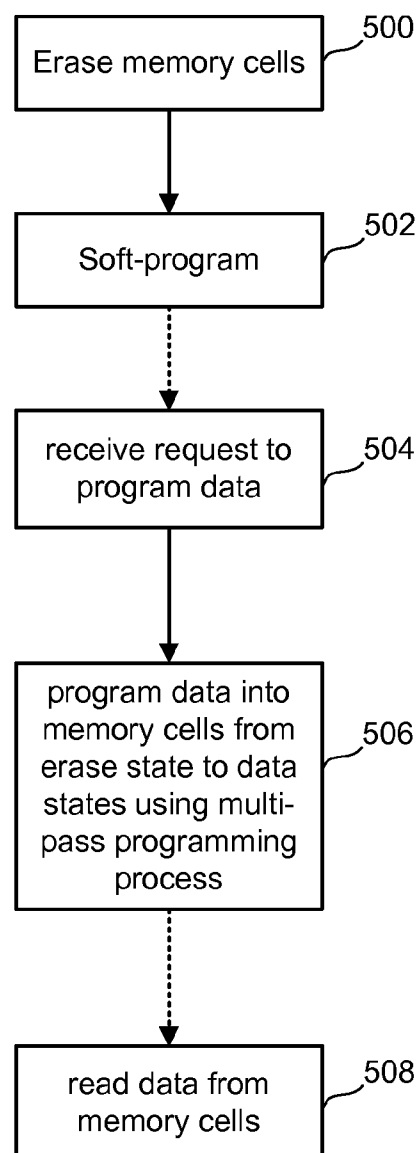 Erase memory cells
500
Soft-program
502
receive request to
program data
504
program data into
memory cells from
erase state to data
states using multi-
pass programming
process
506
read data from
memory cells
508